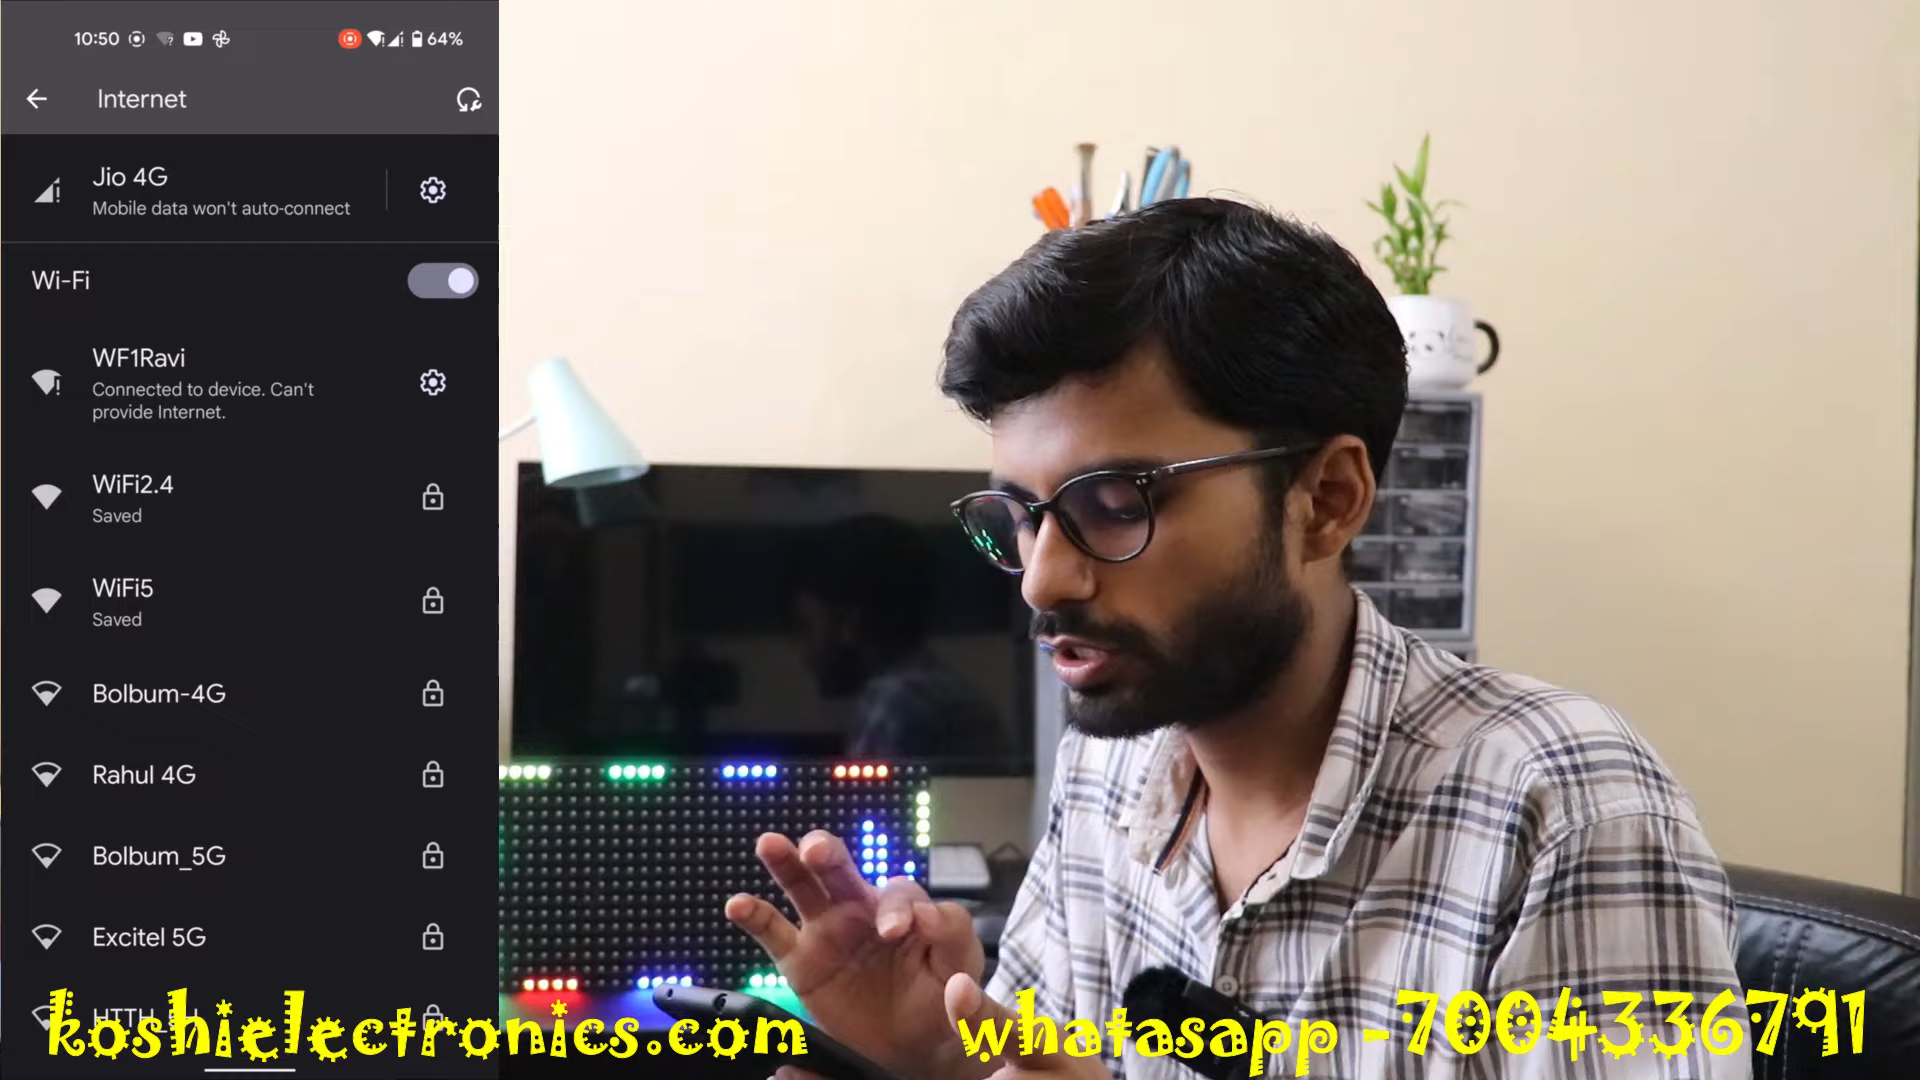 10:50
64%
Internet
Jio 4G
Mobile data won't auto-connect
Wi-Fi
WF1Ravi
Connected to device. Can't
provide Internet.
WiFi2.4
Saved
WiFi5
Saved
Bolbum-4G
Rahul 4G
Bolbum_5G
Excitel 5G
koshielectronics.com
whatasapp -7004336791